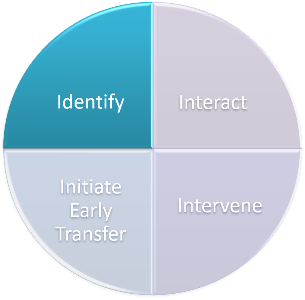 Identify
Interact
Initiate
Early
Transfer
Intervene